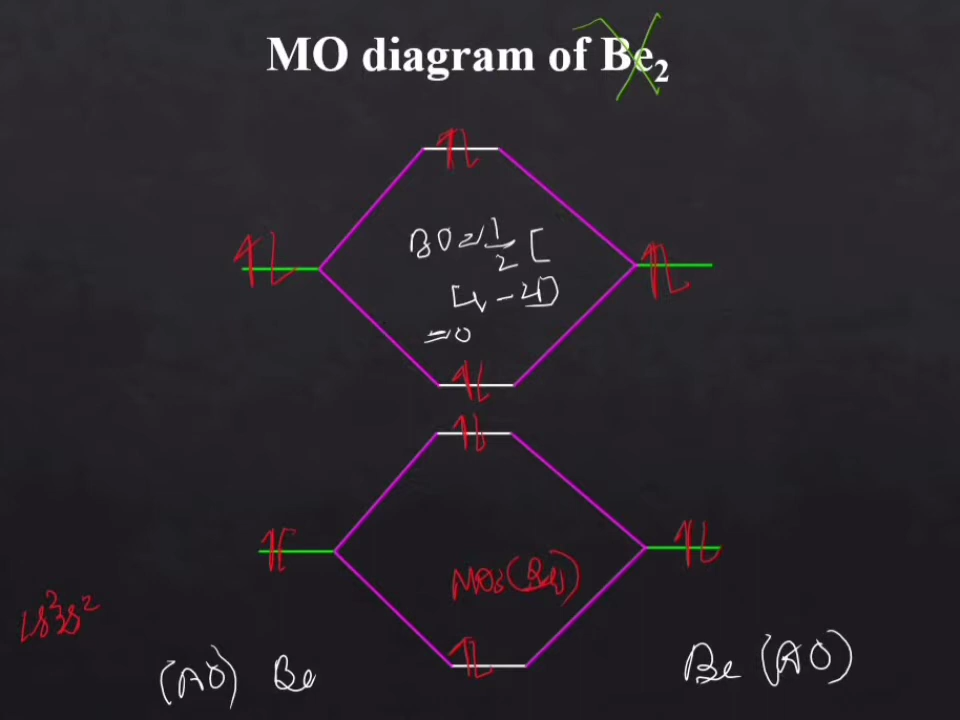 MO diagram of Be₂
BO = 1/2 [
[4 - 4]
= 0
MOs (Be₂)
1s² 2s²
(AO) Be
Be (AO)